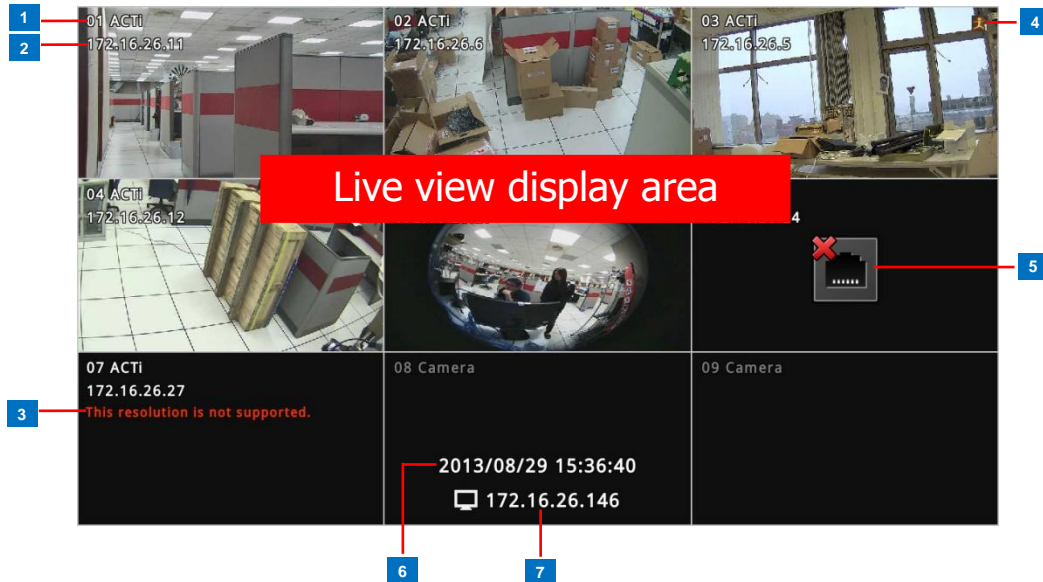 1
01 ACTi
02 ACTi
03 ACTi
4
2
172.16.26.11
172.16.26.6
172.16.26.5
Live view display area
04 ACTi
172.16.26.12
4
5
07 ACTi
08 Camera
09 Camera
172.16.26.27
3
This resolution is not supported.
2013/08/29 15:36:40
172.16.26.146
6
7